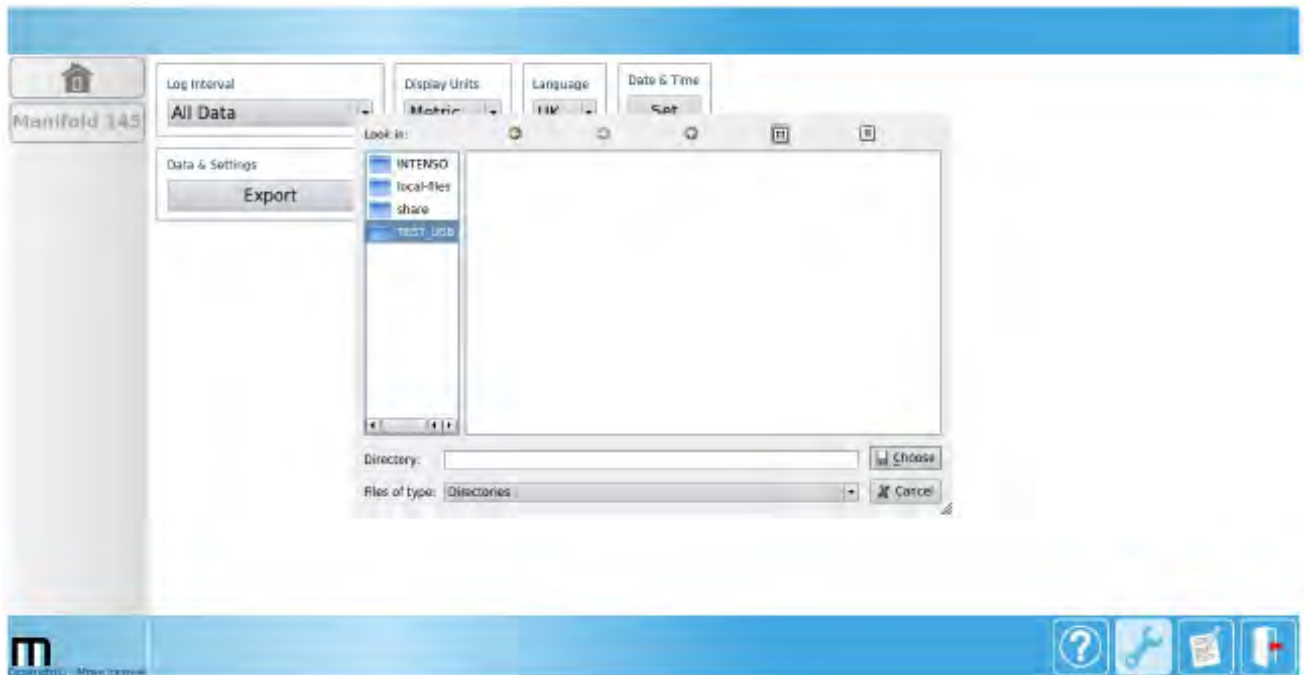 Log Interval
All Data
Display Units
Metric
Language
UK
Date & Time
Set
Manifold 145
Data & Settings
Export
Look in:
INTENSO
local-files
share
TEST_USB
Directory:
Choose
Files of type: Directories
Cancel
m